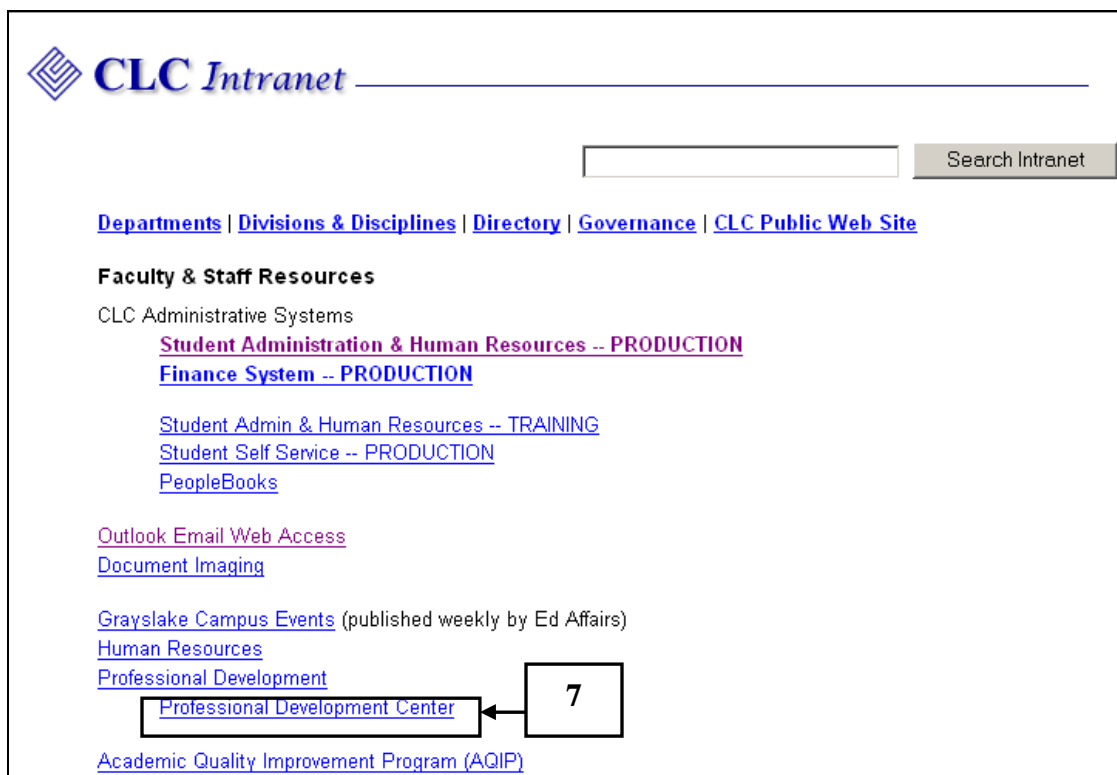 CLC Intranet
Search Intranet
Departments | Divisions & Disciplines | Directory | Governance | CLC Public Web Site
Faculty & Staff Resources
CLC Administrative Systems
Student Administration & Human Resources -- PRODUCTION
Finance System -- PRODUCTION
Student Admin & Human Resources -- TRAINING
Student Self Service -- PRODUCTION
PeopleBooks
Outlook Email Web Access
Document Imaging
Grayslake Campus Events (published weekly by Ed Affairs)
Human Resources
Professional Development
Professional Development Center
7
Academic Quality Improvement Program (AQIP)